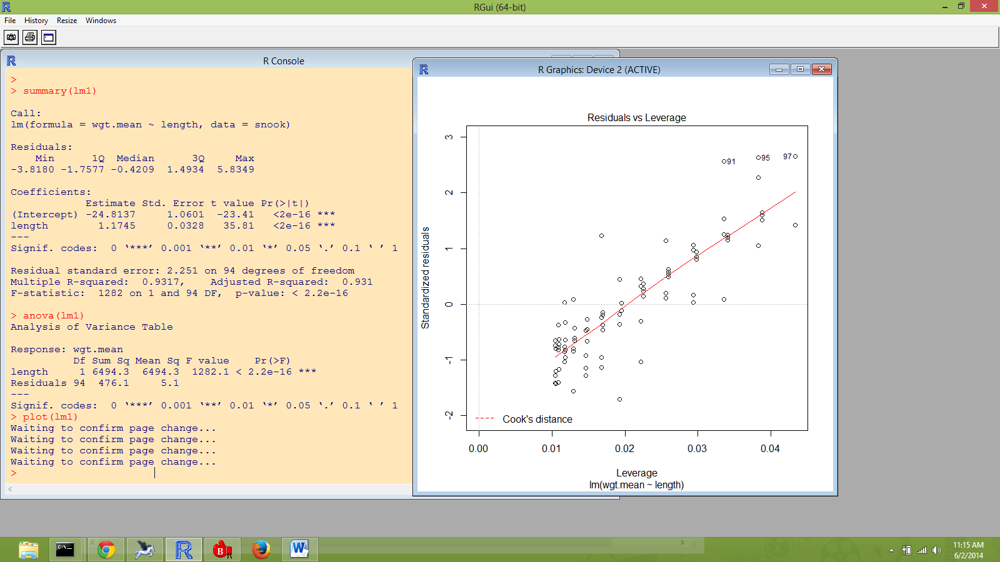 RGui (64-bit)
File History Resize Windows
R Console
>
> summary(lm1)
Call:
lm(formula = wgt.mean ~ length, data = snook)
Residuals:
Min 1Q Median 3Q Max
-3.8180 -1.7577 -0.4209 1.4934 5.8349
Coefficients:
Estimate Std. Error t value Pr(>|t|)
(Intercept) -24.8137 1.0601 -23.41 <2e-16 ***
length 1.1745 0.0328 35.81 <2e-16 ***
---
Signif. codes: 0 ‘***’ 0.001 ‘**’ 0.01 ‘*’ 0.05 ‘.’ 0.1 ‘ ’ 1
Residual standard error: 2.251 on 94 degrees of freedom
Multiple R-squared: 0.9317, Adjusted R-squared: 0.931
F-statistic: 1282 on 1 and 94 DF, p-value: < 2.2e-16
> anova(lm1)
Analysis of Variance Table
Response: wgt.mean
Df Sum Sq Mean Sq F value Pr(>F)
length 1 6494.3 6494.3 1282.1 < 2.2e-16 ***
Residuals 94 476.1 5.1
---
Signif. codes: 0 ‘***’ 0.001 ‘**’ 0.01 ‘*’ 0.05 ‘.’ 0.1 ‘ ’ 1
> plot(lm1)
Waiting to confirm page change...
Waiting to confirm page change...
Waiting to confirm page change...
Waiting to confirm page change...
>
R Graphics: Device 2 (ACTIVE)
Residuals vs Leverage
3
2
1
0
-1
-2
Standardized residuals
91
95
97
Cook's distance
0.00 0.01 0.02 0.03 0.04
Leverage
lm(wgt.mean ~ length)
C:\.
B
W
11:15 AM
6/2/2014